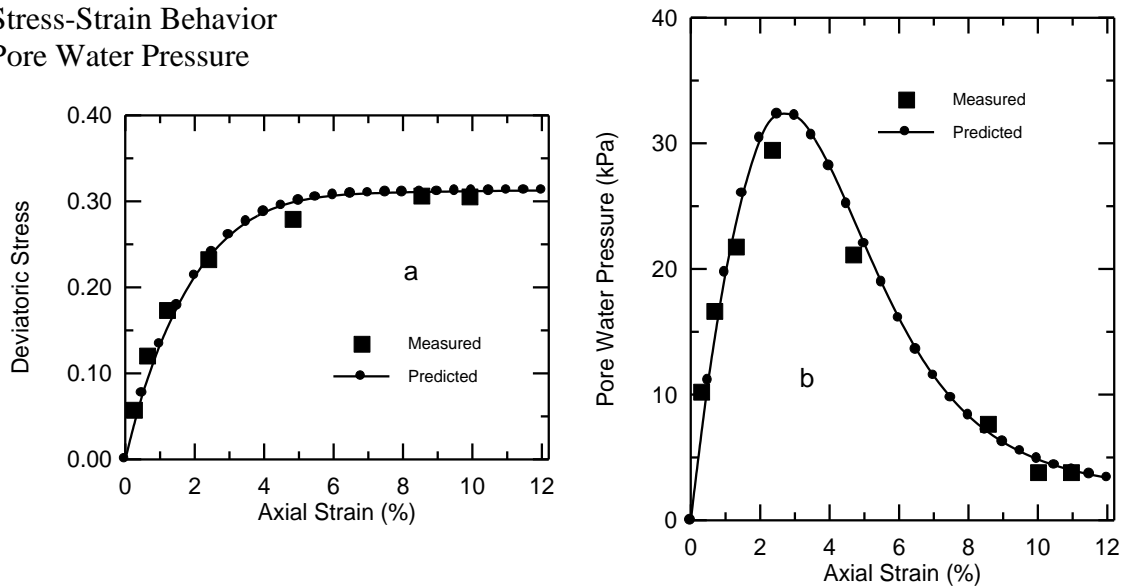 Stress-Strain Behavior
Pore Water Pressure
0.40
0.30
0.20
0.10
0.00
Deviatoric Stress
a
Measured
Predicted
0 2 4 6 8 10 12
Axial Strain (%)
40
30
20
10
0
Pore Water Pressure (kPa)
Measured
Predicted
b
0 2 4 6 8 10 12
Axial Strain (%)